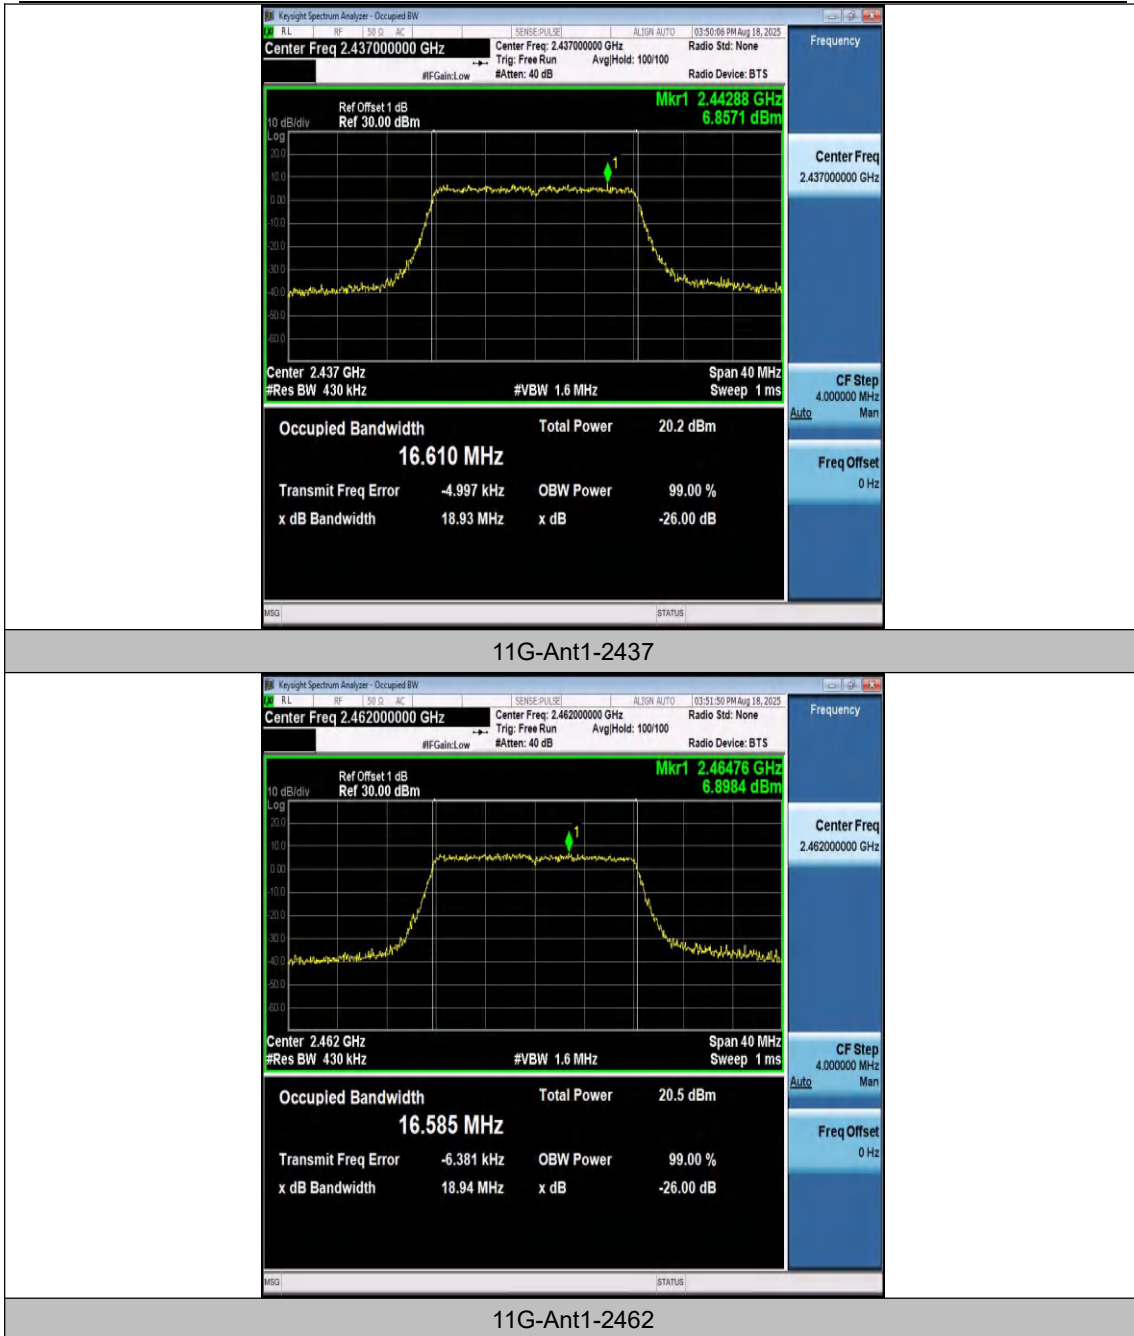 Keysight Spectrum Analyzer - Occupied BW
RL RF 50 Ω AC SENSE:PULSE ALIGN AUTO 03:50:06 PM Aug 18, 2025
Center Freq 2.437000000 GHz Center Freq: 2.437000000 GHz Radio Std: None
Trig: Free Run Avg|Hold: 100/100
#IFGain:Low #Atten: 40 dB Radio Device: BTS
Frequency
Mkr1 2.44288 GHz
6.8571 dBm
Ref Offset 1 dB
10 dB/div Ref 30.00 dBm
Log
20.0
10.0
0.00
-10.0
-20.0
-30.0
-40.0
-50.0
-60.0
1
Center 2.437 GHz Span 40 MHz
#Res BW 430 kHz #VBW 1.6 MHz Sweep 1 ms
Center Freq
2.437000000 GHz
CF Step
4.000000 MHz
Auto Man
Freq Offset
0 Hz
Occupied Bandwidth Total Power 20.2 dBm
16.610 MHz
Transmit Freq Error -4.997 kHz OBW Power 99.00 %
x dB Bandwidth 18.93 MHz x dB -26.00 dB
MSG STATUS
11G-Ant1-2437
Keysight Spectrum Analyzer - Occupied BW
RL RF 50 Ω AC SENSE:PULSE ALIGN AUTO 03:51:50 PM Aug 18, 2025
Center Freq 2.462000000 GHz Center Freq: 2.462000000 GHz Radio Std: None
Trig: Free Run Avg|Hold: 100/100
#IFGain:Low #Atten: 40 dB Radio Device: BTS
Frequency
Mkr1 2.46476 GHz
6.8984 dBm
Ref Offset 1 dB
10 dB/div Ref 30.00 dBm
Log
20.0
10.0
0.00
-10.0
-20.0
-30.0
-40.0
-50.0
-60.0
1
Center 2.462 GHz Span 40 MHz
#Res BW 430 kHz #VBW 1.6 MHz Sweep 1 ms
Center Freq
2.462000000 GHz
CF Step
4.000000 MHz
Auto Man
Freq Offset
0 Hz
Occupied Bandwidth Total Power 20.5 dBm
16.585 MHz
Transmit Freq Error -6.381 kHz OBW Power 99.00 %
x dB Bandwidth 18.94 MHz x dB -26.00 dB
MSG STATUS
11G-Ant1-2462